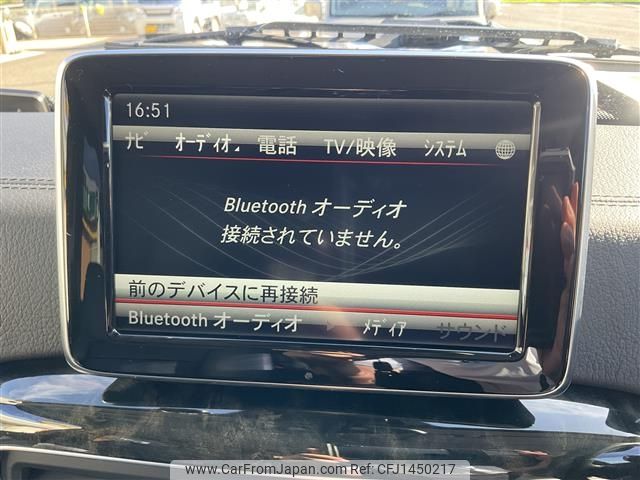 16:51
ﾅﾋﾞ ｵｰﾃﾞｨｵ 電話 TV/映像 ｼｽﾃﾑ
Bluetooth オーディオ
接続されていません。
前のデバイスに再接続
Bluetooth オーディオ ﾒﾃﾞｨｱ サウンド
www.CarFromJapan.com - CFJ1450217